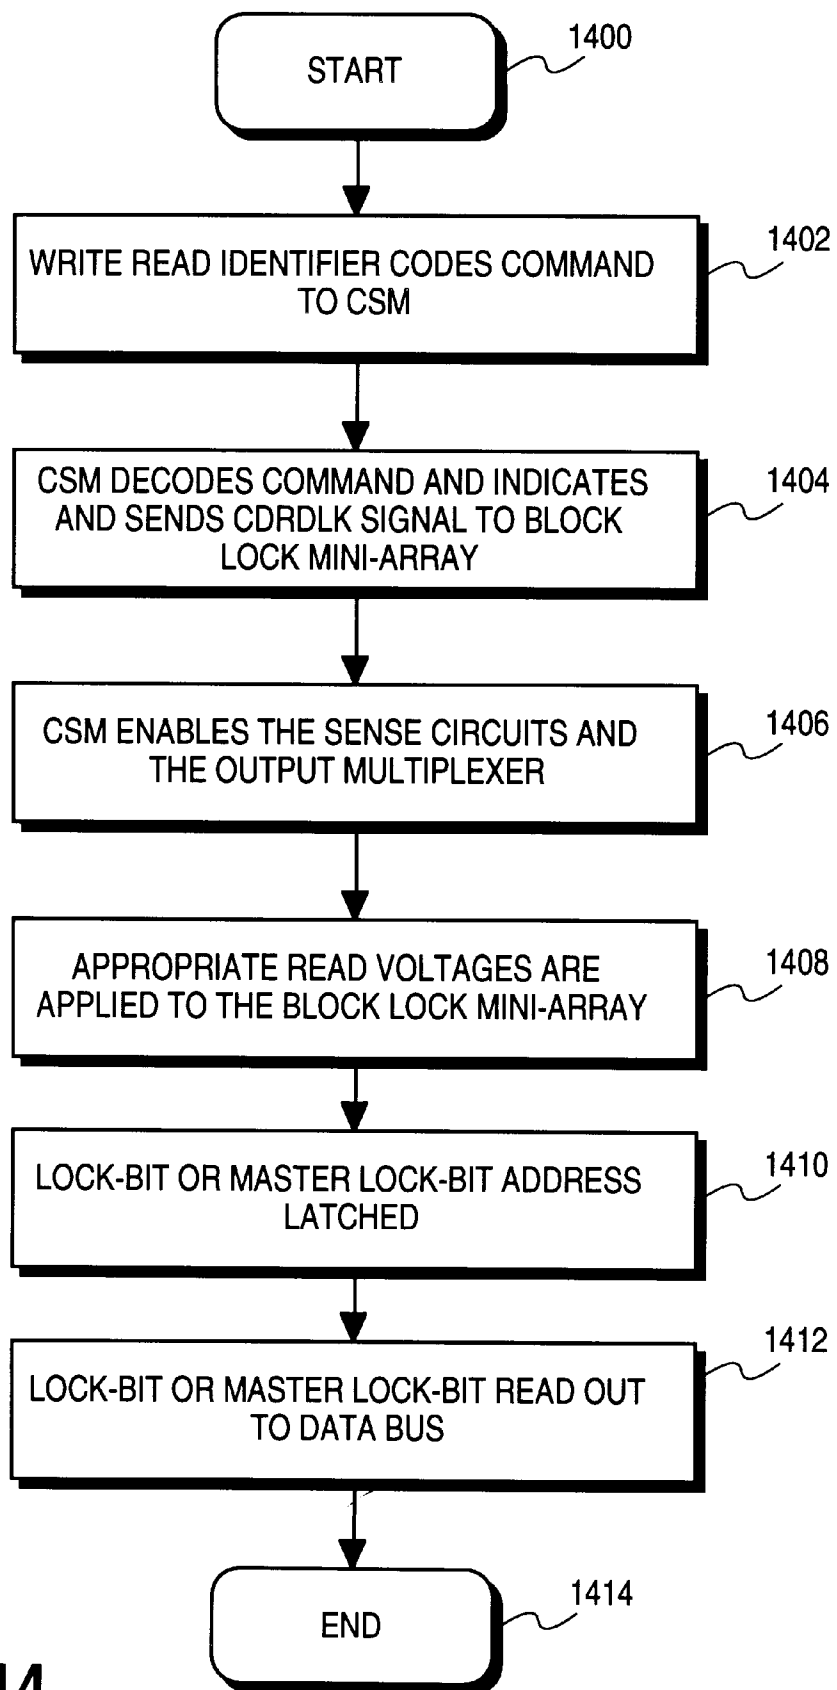 START
1400
WRITE READ IDENTIFIER CODES COMMAND
TO CSM
1402
CSM DECODES COMMAND AND INDICATES
AND SENDS CDRDLK SIGNAL TO BLOCK
LOCK MINI-ARRAY
1404
CSM ENABLES THE SENSE CIRCUITS AND
THE OUTPUT MULTIPLEXER
1406
APPROPRIATE READ VOLTAGES ARE
APPLIED TO THE BLOCK LOCK MINI-ARRAY
1408
LOCK-BIT OR MASTER LOCK-BIT ADDRESS
LATCHED
1410
LOCK-BIT OR MASTER LOCK-BIT READ OUT
TO DATA BUS
1412
END
1414